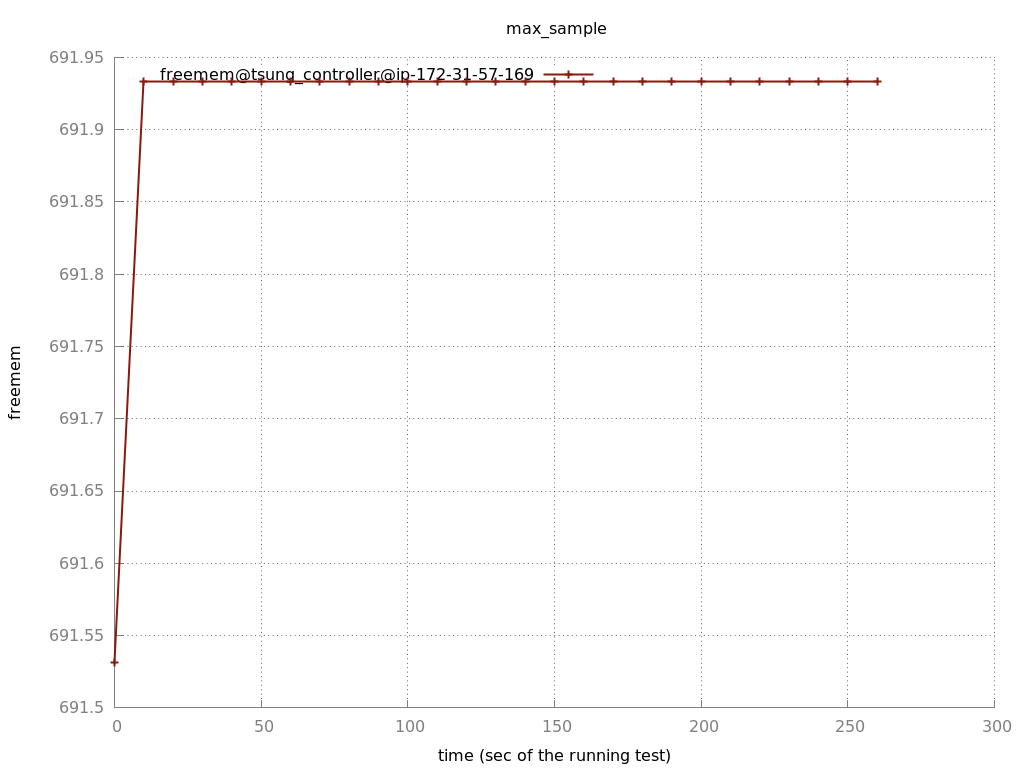 max_sample
691.95
freemem@tsung_controller@ip-172-31-57-169
691.9
691.85
691.8
691.75
691.7
691.65
691.6
691.55
691.5
freemem
0 50 100 150 200 250 300
time (sec of the running test)